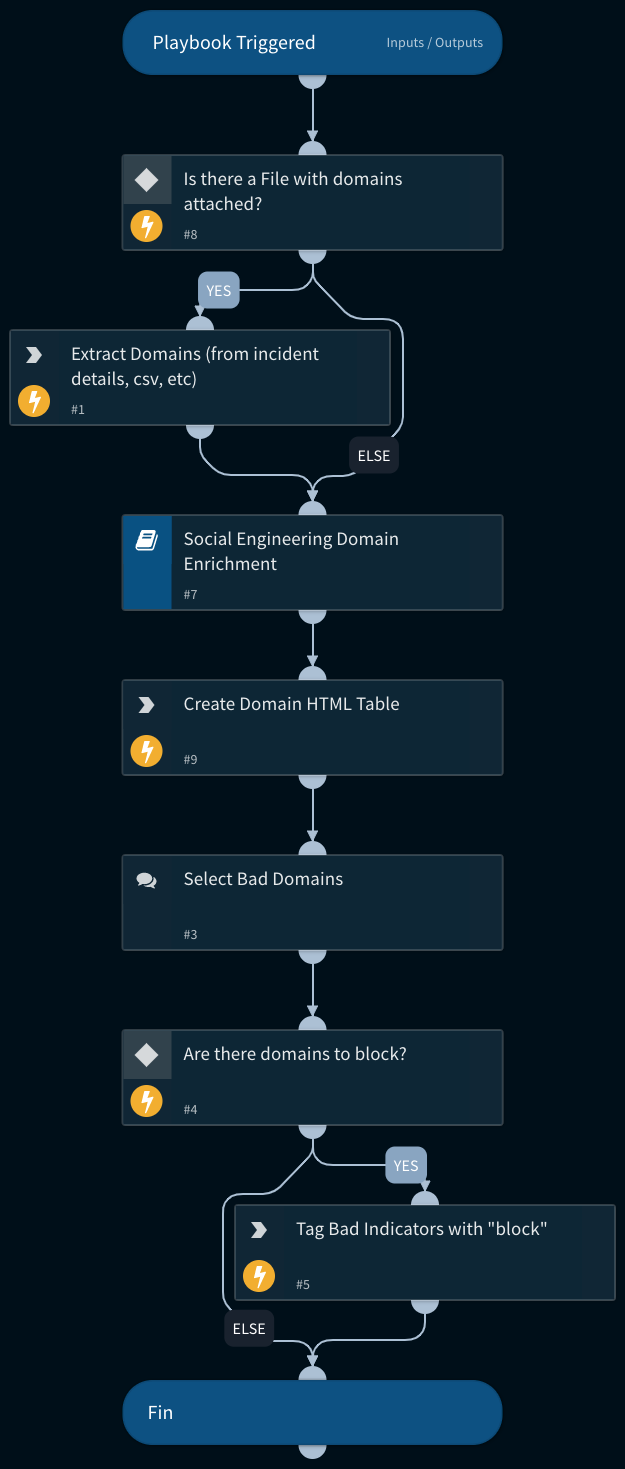 Playbook Triggered
Inputs / Outputs
Is there a File with domains
attached?
#8
YES
Extract Domains (from incident
details, csv, etc)
#1
ELSE
Social Engineering Domain
Enrichment
#7
Create Domain HTML Table
#9
Select Bad Domains
#3
Are there domains to block?
#4
YES
Tag Bad Indicators with "block"
#5
ELSE
Fin